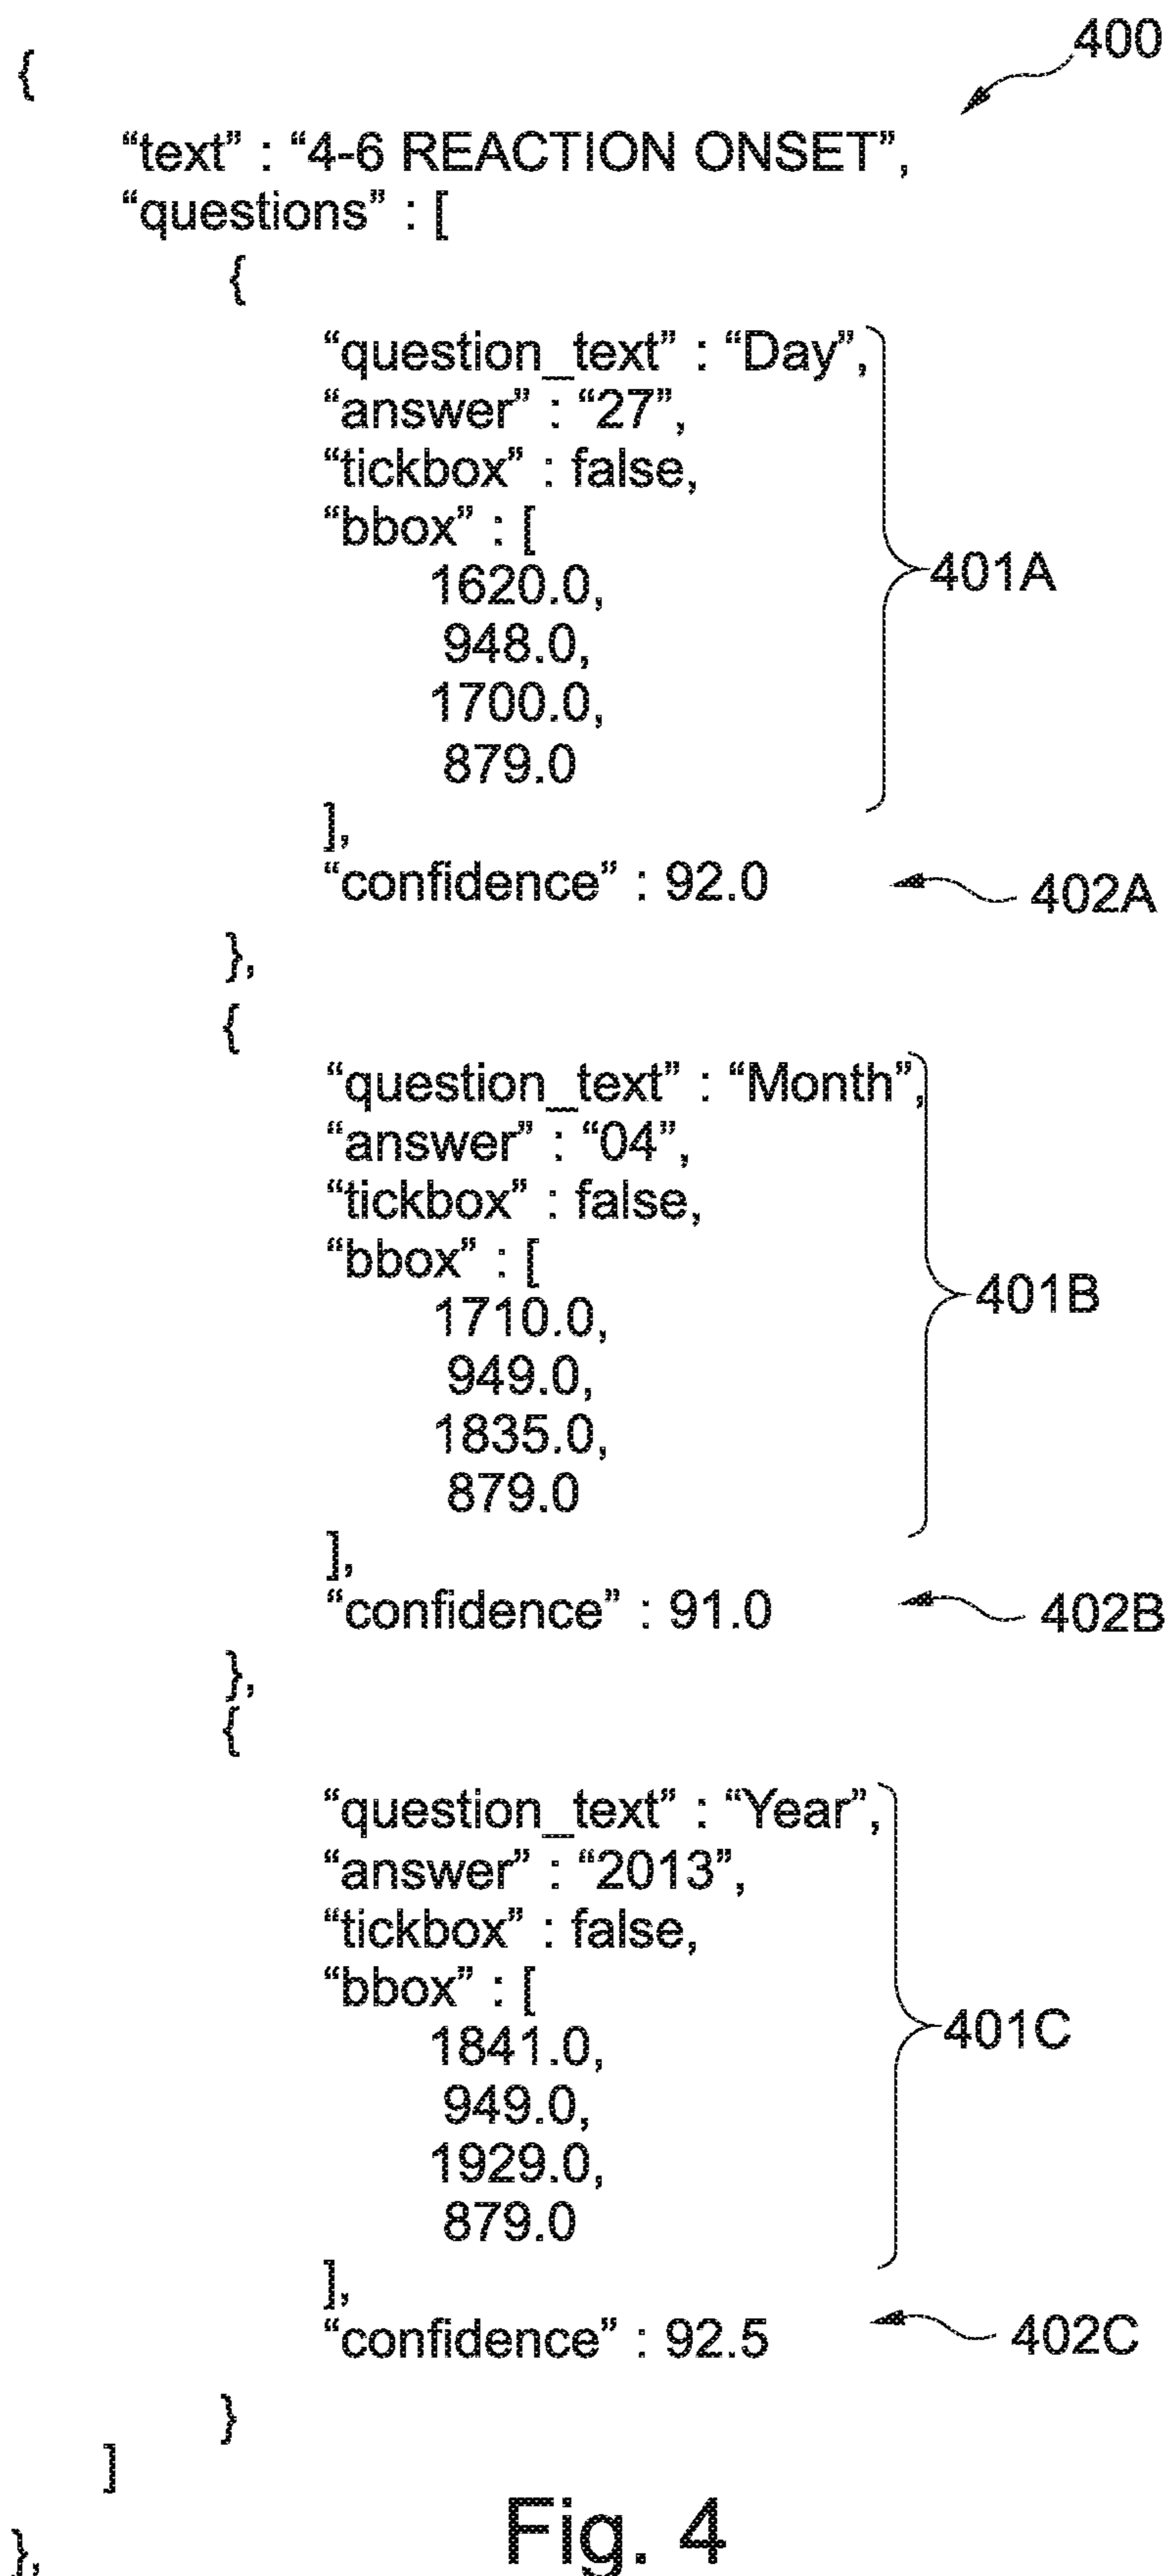 400
{
“text” : “4-6 REACTION ONSET”,
“questions” : [
{
“question_text” : “Day”,
“answer” : “27”,
“tickbox” : false,
“bbox” : [
1620.0,
948.0,
1700.0,
879.0
],
401A
“confidence” : 92.0
402A
},
{
“question_text” : “Month”,
“answer” : “04”,
“tickbox” : false,
“bbox” : [
1710.0,
949.0,
1835.0,
879.0
],
401B
“confidence” : 91.0
402B
},
{
“question_text” : “Year”,
“answer” : “2013”,
“tickbox” : false,
“bbox” : [
1841.0,
949.0,
1929.0,
879.0
],
401C
“confidence” : 92.5
402C
}
]
},
Fig. 4